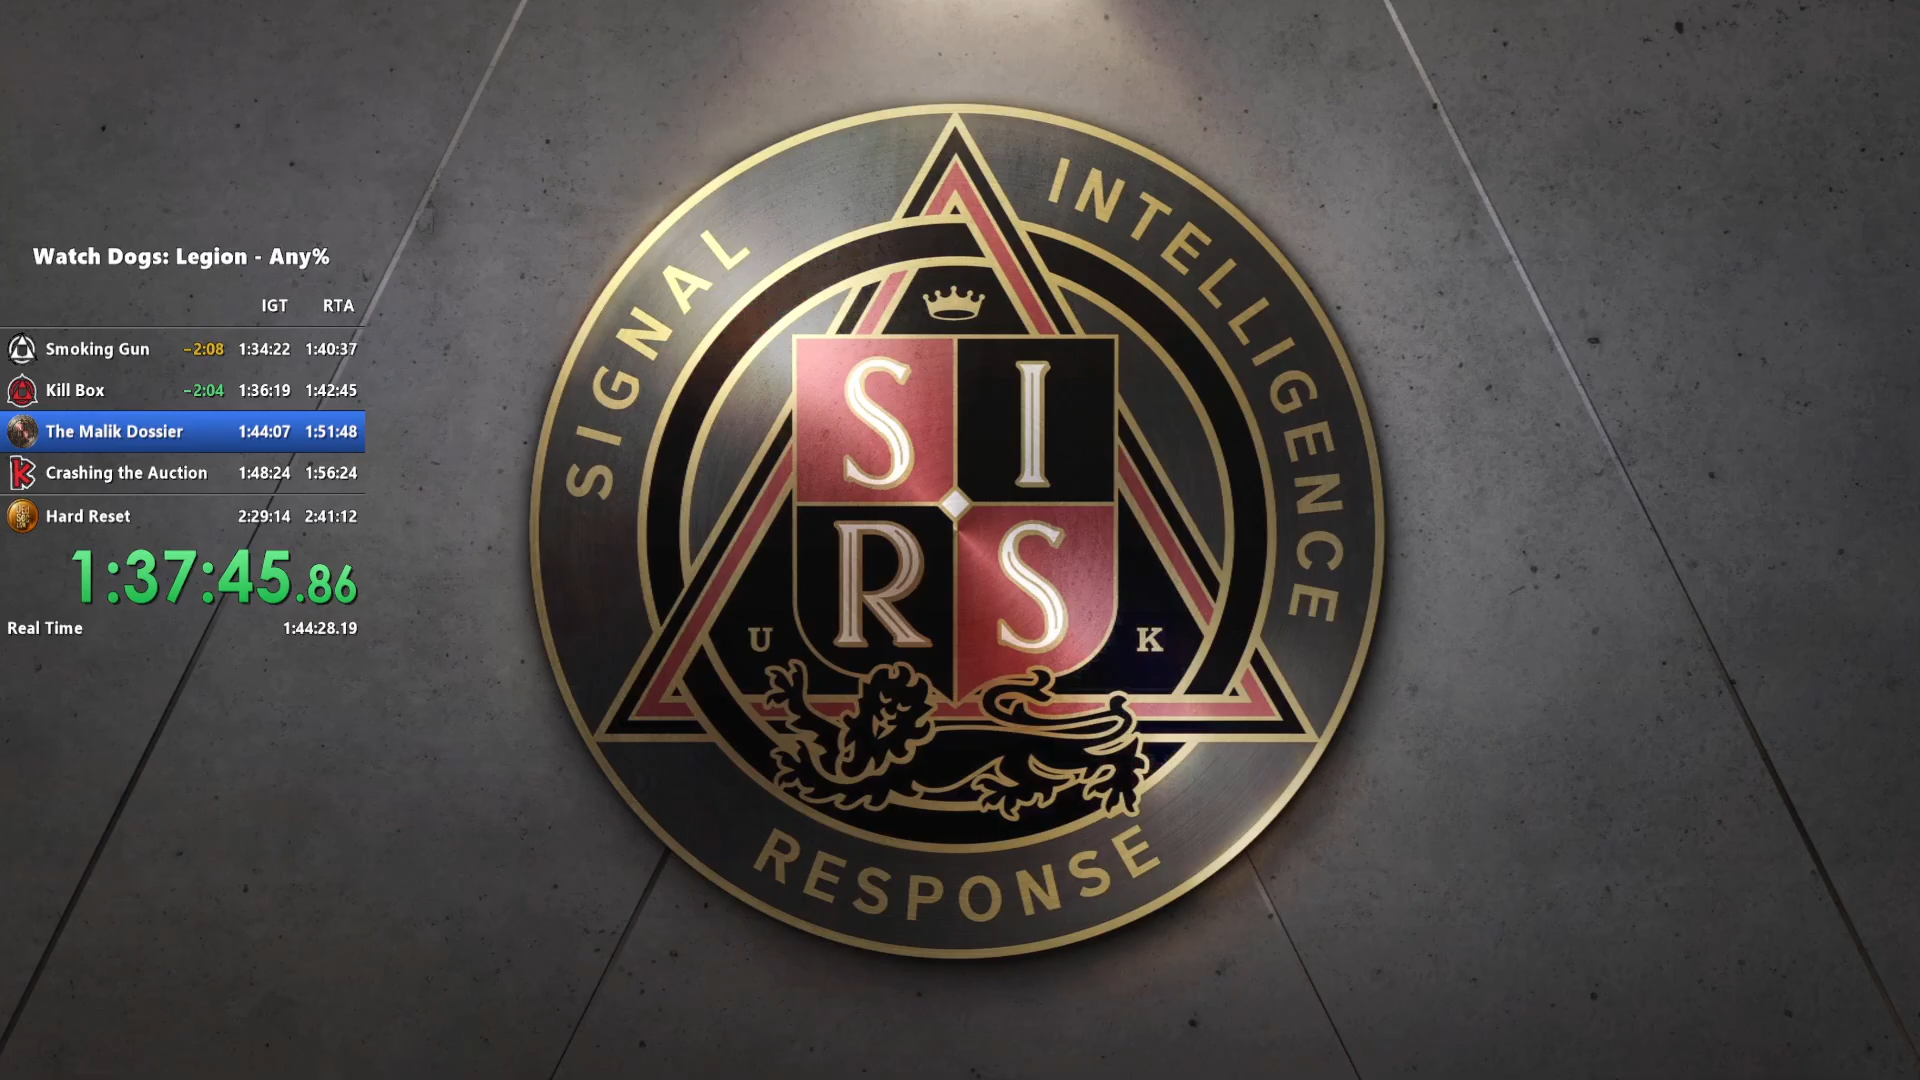 Watch Dogs: Legion - Any%
IGT RTA
Smoking Gun -2:08 1:34:22 1:40:37
Kill Box -2:04 1:36:19 1:42:45
The Malik Dossier 1:44:07 1:51:48
Crashing the Auction 1:48:24 1:56:24
Hard Reset 2:29:14 2:41:12
1:37:45.86
Real Time 1:44:28.19
SIGNAL INTELLIGENCE
S I
R S
U K
RESPONSE